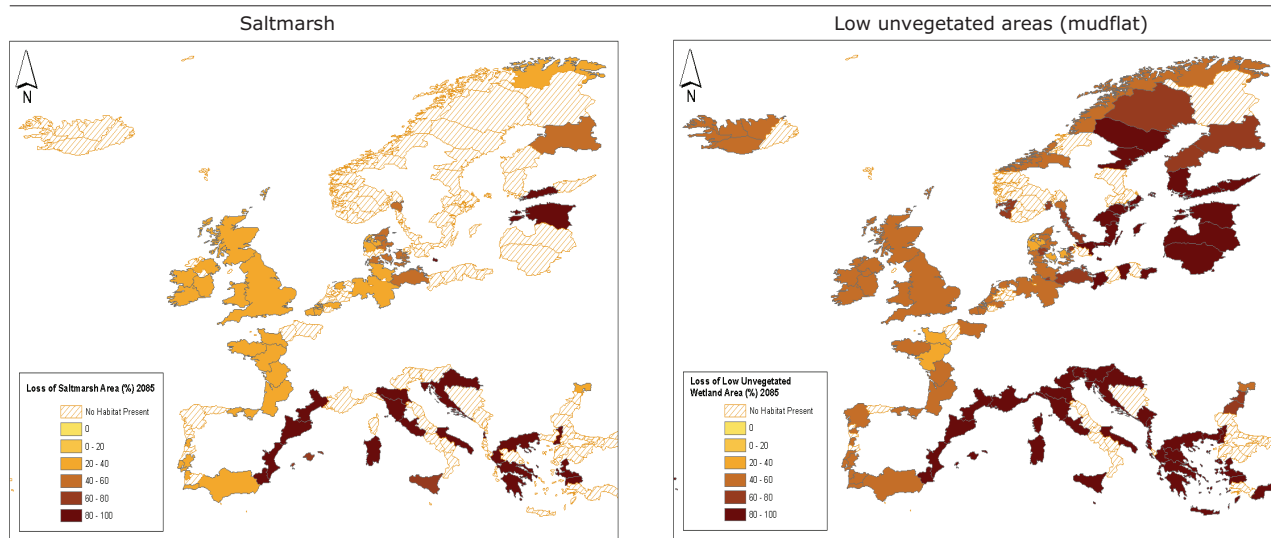 Saltmarsh
N
Loss of Saltmarsh Area (%) 2085
No Habitat Present
0
0 - 20
20 - 40
40 - 60
60 - 80
80 - 100
Low unvegetated areas (mudflat)
N
Loss of Low Unvegetated
Wetland Area (%) 2085
No Habitat Present
0
0 - 20
20 - 40
40 - 60
60 - 80
80 - 100